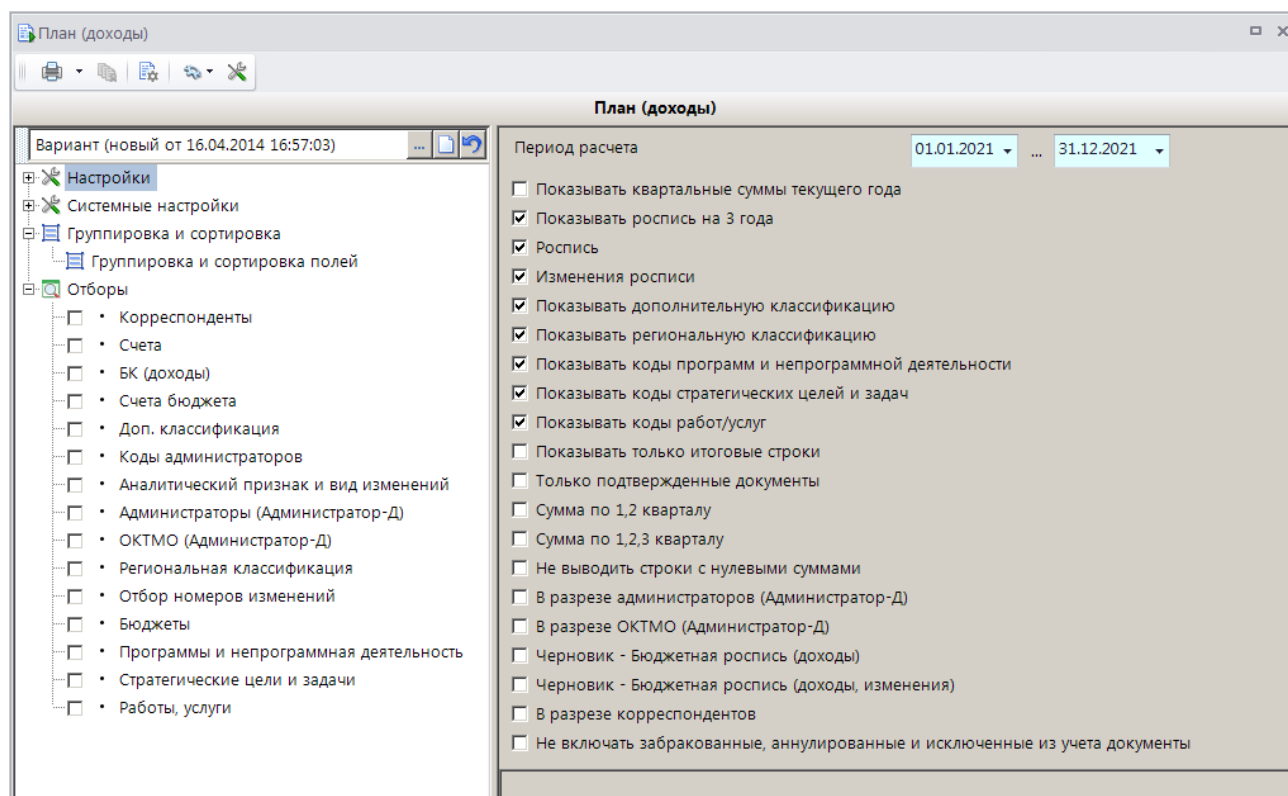 План (доходы)
План (доходы)
Вариант (новый от 16.04.2014 16:57:03) ...
Настройки
Системные настройки
Группировка и сортировка
Группировка и сортировка полей
Отборы
Корреспонденты
Счета
БК (доходы)
Счета бюджета
Доп. классификация
Коды администраторов
Аналитический признак и вид изменений
Администраторы (Администратор-Д)
ОКТМО (Администратор-Д)
Региональная классификация
Отбор номеров изменений
Бюджеты
Программы и непрограммная деятельность
Стратегические цели и задачи
Работы, услуги
Период расчета 01.01.2021 ... 31.12.2021
Показывать квартальные суммы текущего года
Показывать роспись на 3 года
Роспись
Изменения росписи
Показывать дополнительную классификацию
Показывать региональную классификацию
Показывать коды программ и непрограммной деятельности
Показывать коды стратегических целей и задач
Показывать коды работ/услуг
Показывать только итоговые строки
Только подтвержденные документы
Сумма по 1,2 кварталу
Сумма по 1,2,3 кварталу
Не выводить строки с нулевыми суммами
В разрезе администраторов (Администратор-Д)
В разрезе ОКТМО (Администратор-Д)
Черновик - Бюджетная роспись (доходы)
Черновик - Бюджетная роспись (доходы, изменения)
В разрезе корреспондентов
Не включать забракованные, аннулированные и исключенные из учета документы